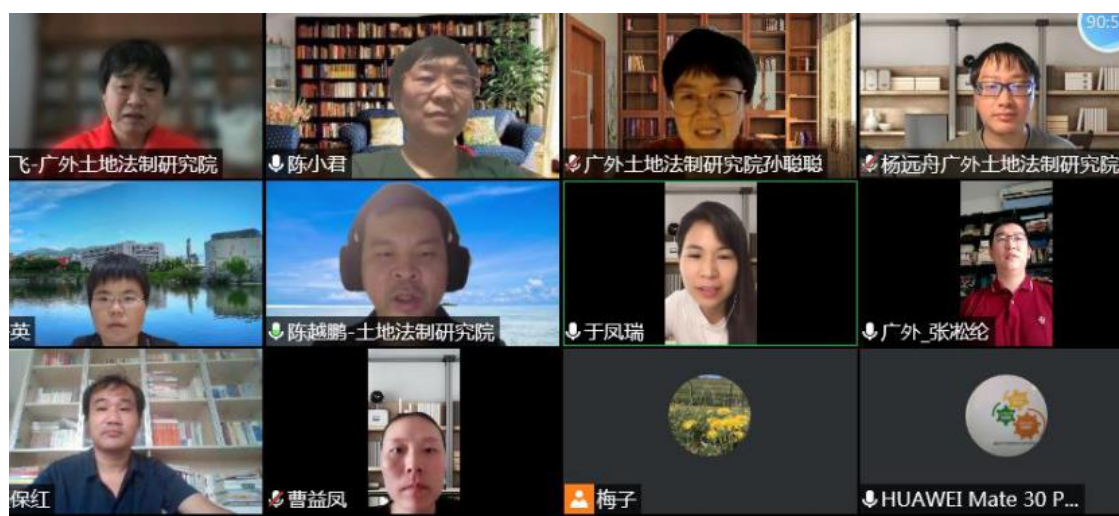 飞-广外土地法制研究院
陈小君
广外土地法制研究院孙聪聪
杨远舟广外土地法制研究院
90:5
英
陈越鹏-土地法制研究院
于凤瑞
广外_张淞纶
保红
曹益凤
梅子
HUAWEI Mate 30 P...